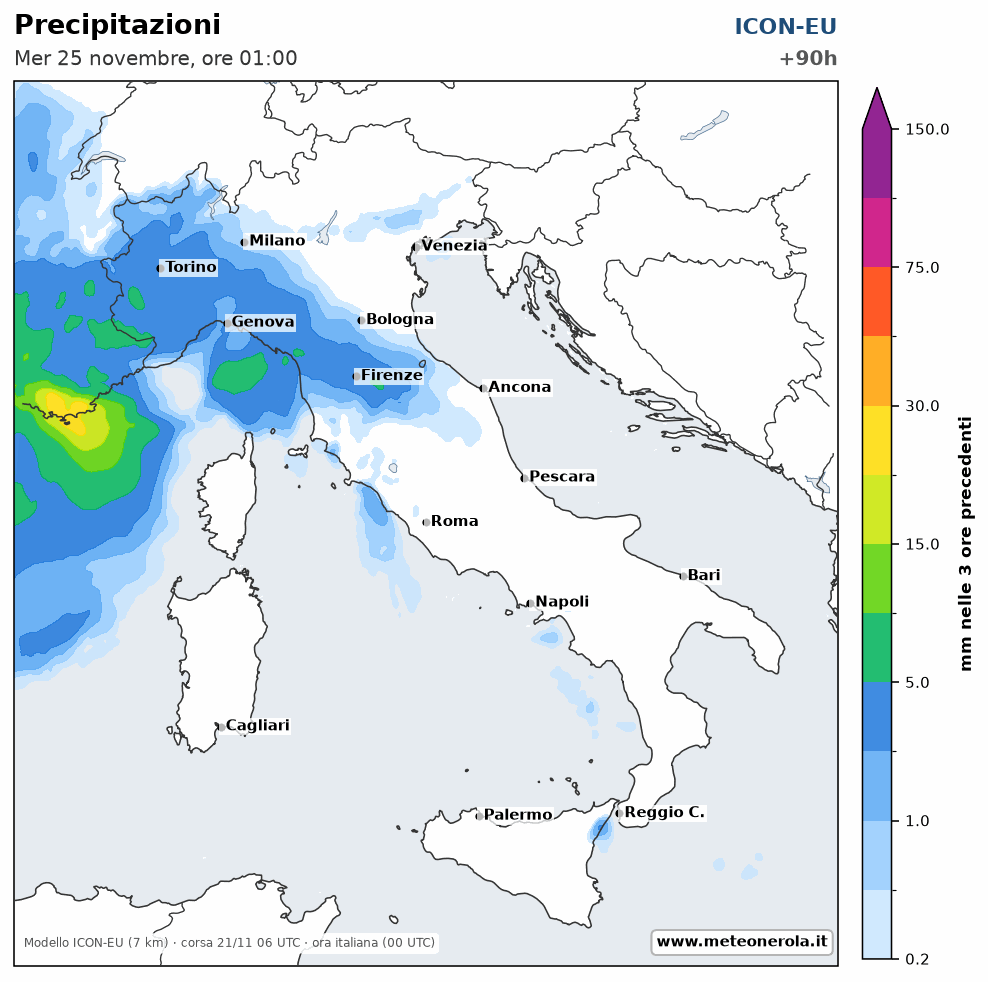 Precipitazioni
ICON-EU
Mer 25 novembre, ore 01:00
+90h
150.0
75.0
30.0
15.0
5.0
1.0
0.2
mm nelle 3 ore precedenti
Milano
Venezia
Torino
Genova
Bologna
Firenze
Ancona
Pescara
Roma
Bari
Napoli
Cagliari
Palermo
Reggio C.
Modello ICON-EU (7 km) · corsa 21/11 06 UTC · ora italiana (00 UTC)
www.meteonerola.it